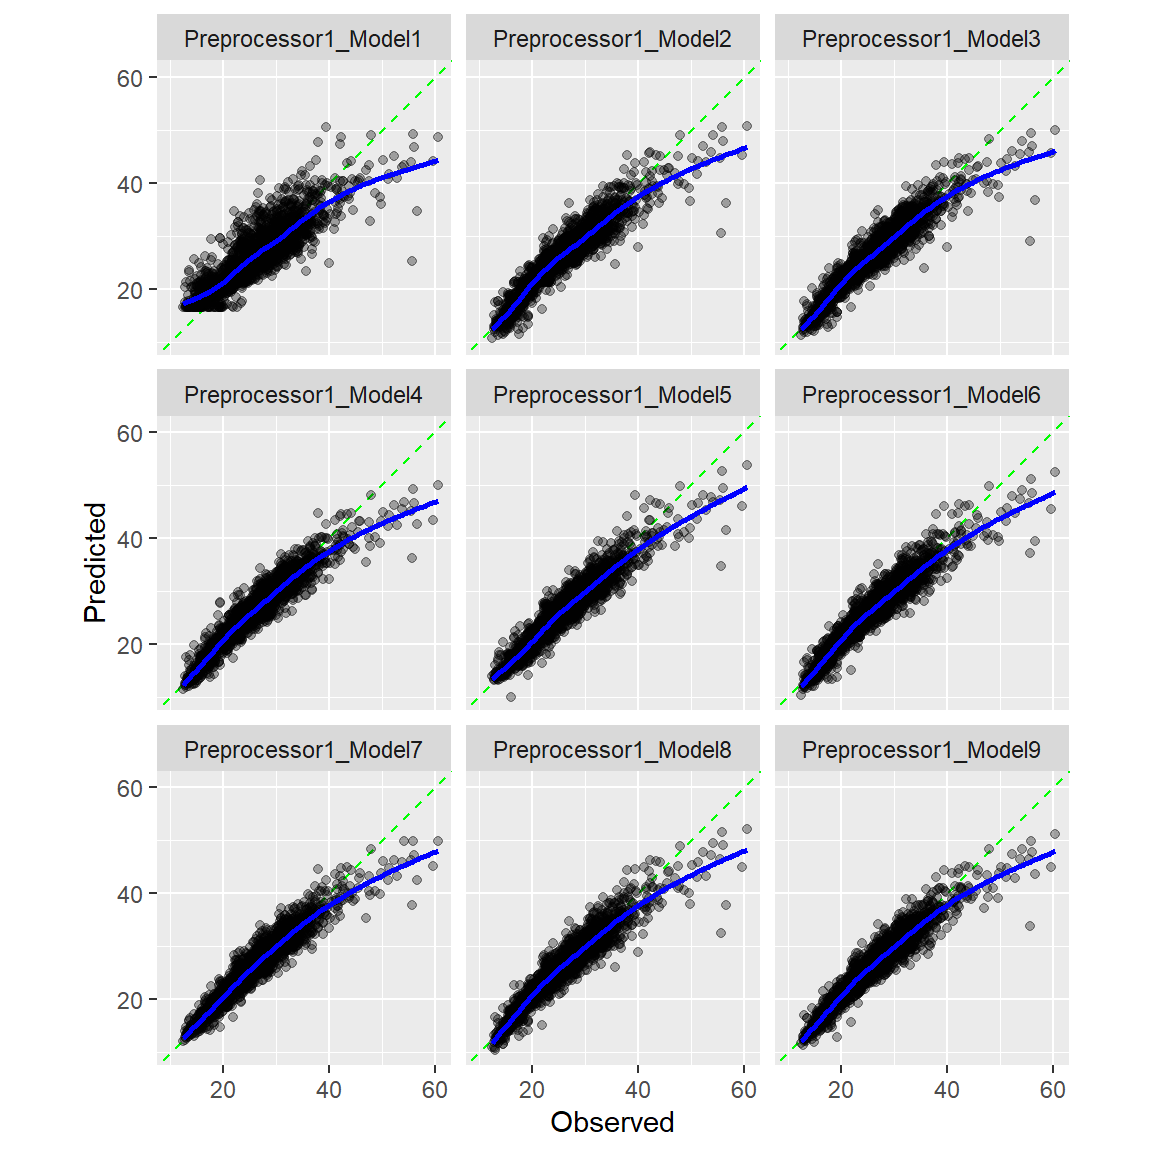 Preprocessor1_Model1 Preprocessor1_Model2 Preprocessor1_Model3
60
40
20
Preprocessor1_Model4 Preprocessor1_Model5 Preprocessor1_Model6
60
40
20
Predicted
Preprocessor1_Model7 Preprocessor1_Model8 Preprocessor1_Model9
60
40
20
20 40 60 20 40 60 20 40 60
Observed